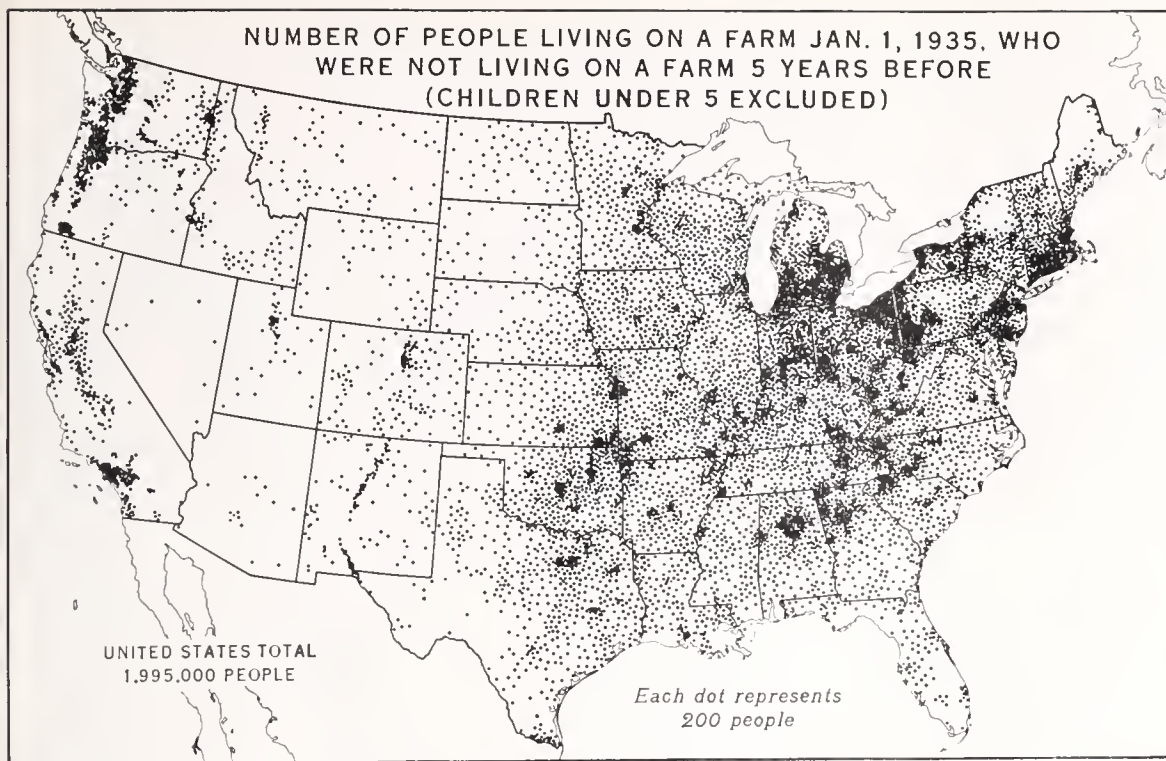 NUMBER OF PEOPLE LIVING ON A FARM JAN. 1, 1935, WHO
WERE NOT LIVING ON A FARM 5 YEARS BEFORE
(CHILDREN UNDER 5 EXCLUDED)
UNITED STATES TOTAL
1,995,000 PEOPLE
Each dot represents
200 people